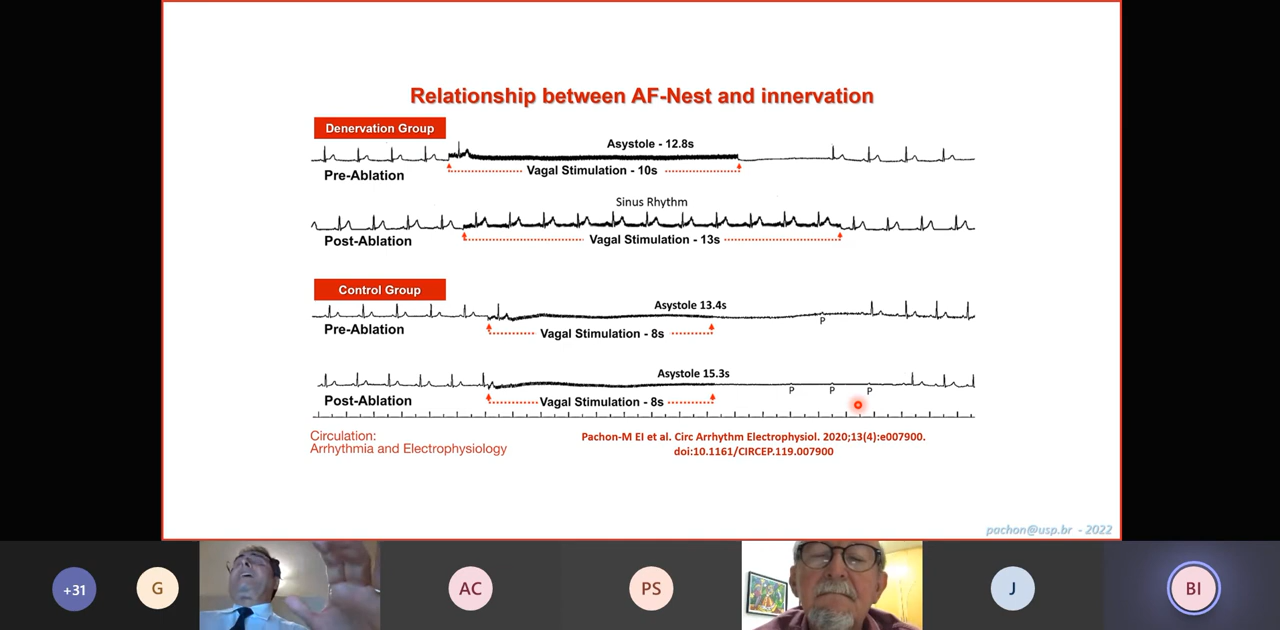 Relationship between AF-Nest and innervation
Denervation Group
Asystole - 12.8s
Pre-Ablation
Vagal Stimulation - 10s
Sinus Rhythm
Post-Ablation
Vagal Stimulation - 13s
Control Group
Asystole 13.4s
P
Pre-Ablation
Vagal Stimulation - 8s
Asystole 15.3s
P P P
Post-Ablation
Vagal Stimulation - 8s
Circulation:
Arrhythmia and Electrophysiology
Pachon-M EI et al. Circ Arrhythm Electrophysiol. 2020;13(4):e007900.
doi:10.1161/CIRCEP.119.007900
pachon@usp.br - 2022
+31
G
AC
PS
J
BI